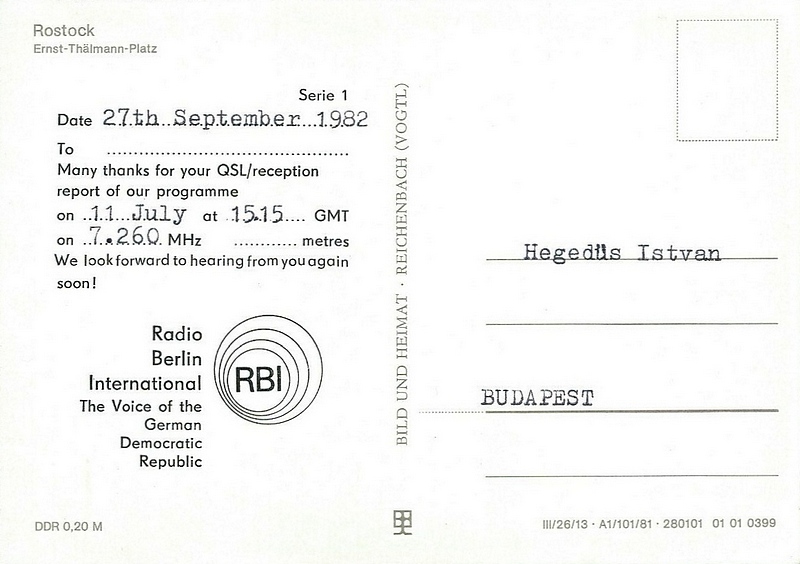 Rostock
Ernst-Thälmann-Platz
Serie 1
Date 27th September 1982
To
Many thanks for your QSL/reception
report of our programme
on 11 July at 1515 GMT
on 7.260 MHz ............ metres
We look forward to hearing from you again
soon!
Radio
Berlin
International
The Voice of the
German
Democratic
Republic
RBI
BILD UND HEIMAT · REICHENBACH (VOGTL)
Hegedüs Istvan
BUDAPEST
DDR 0,20 M
III/26/13 · A1/101/81 · 280101 01 01 0399